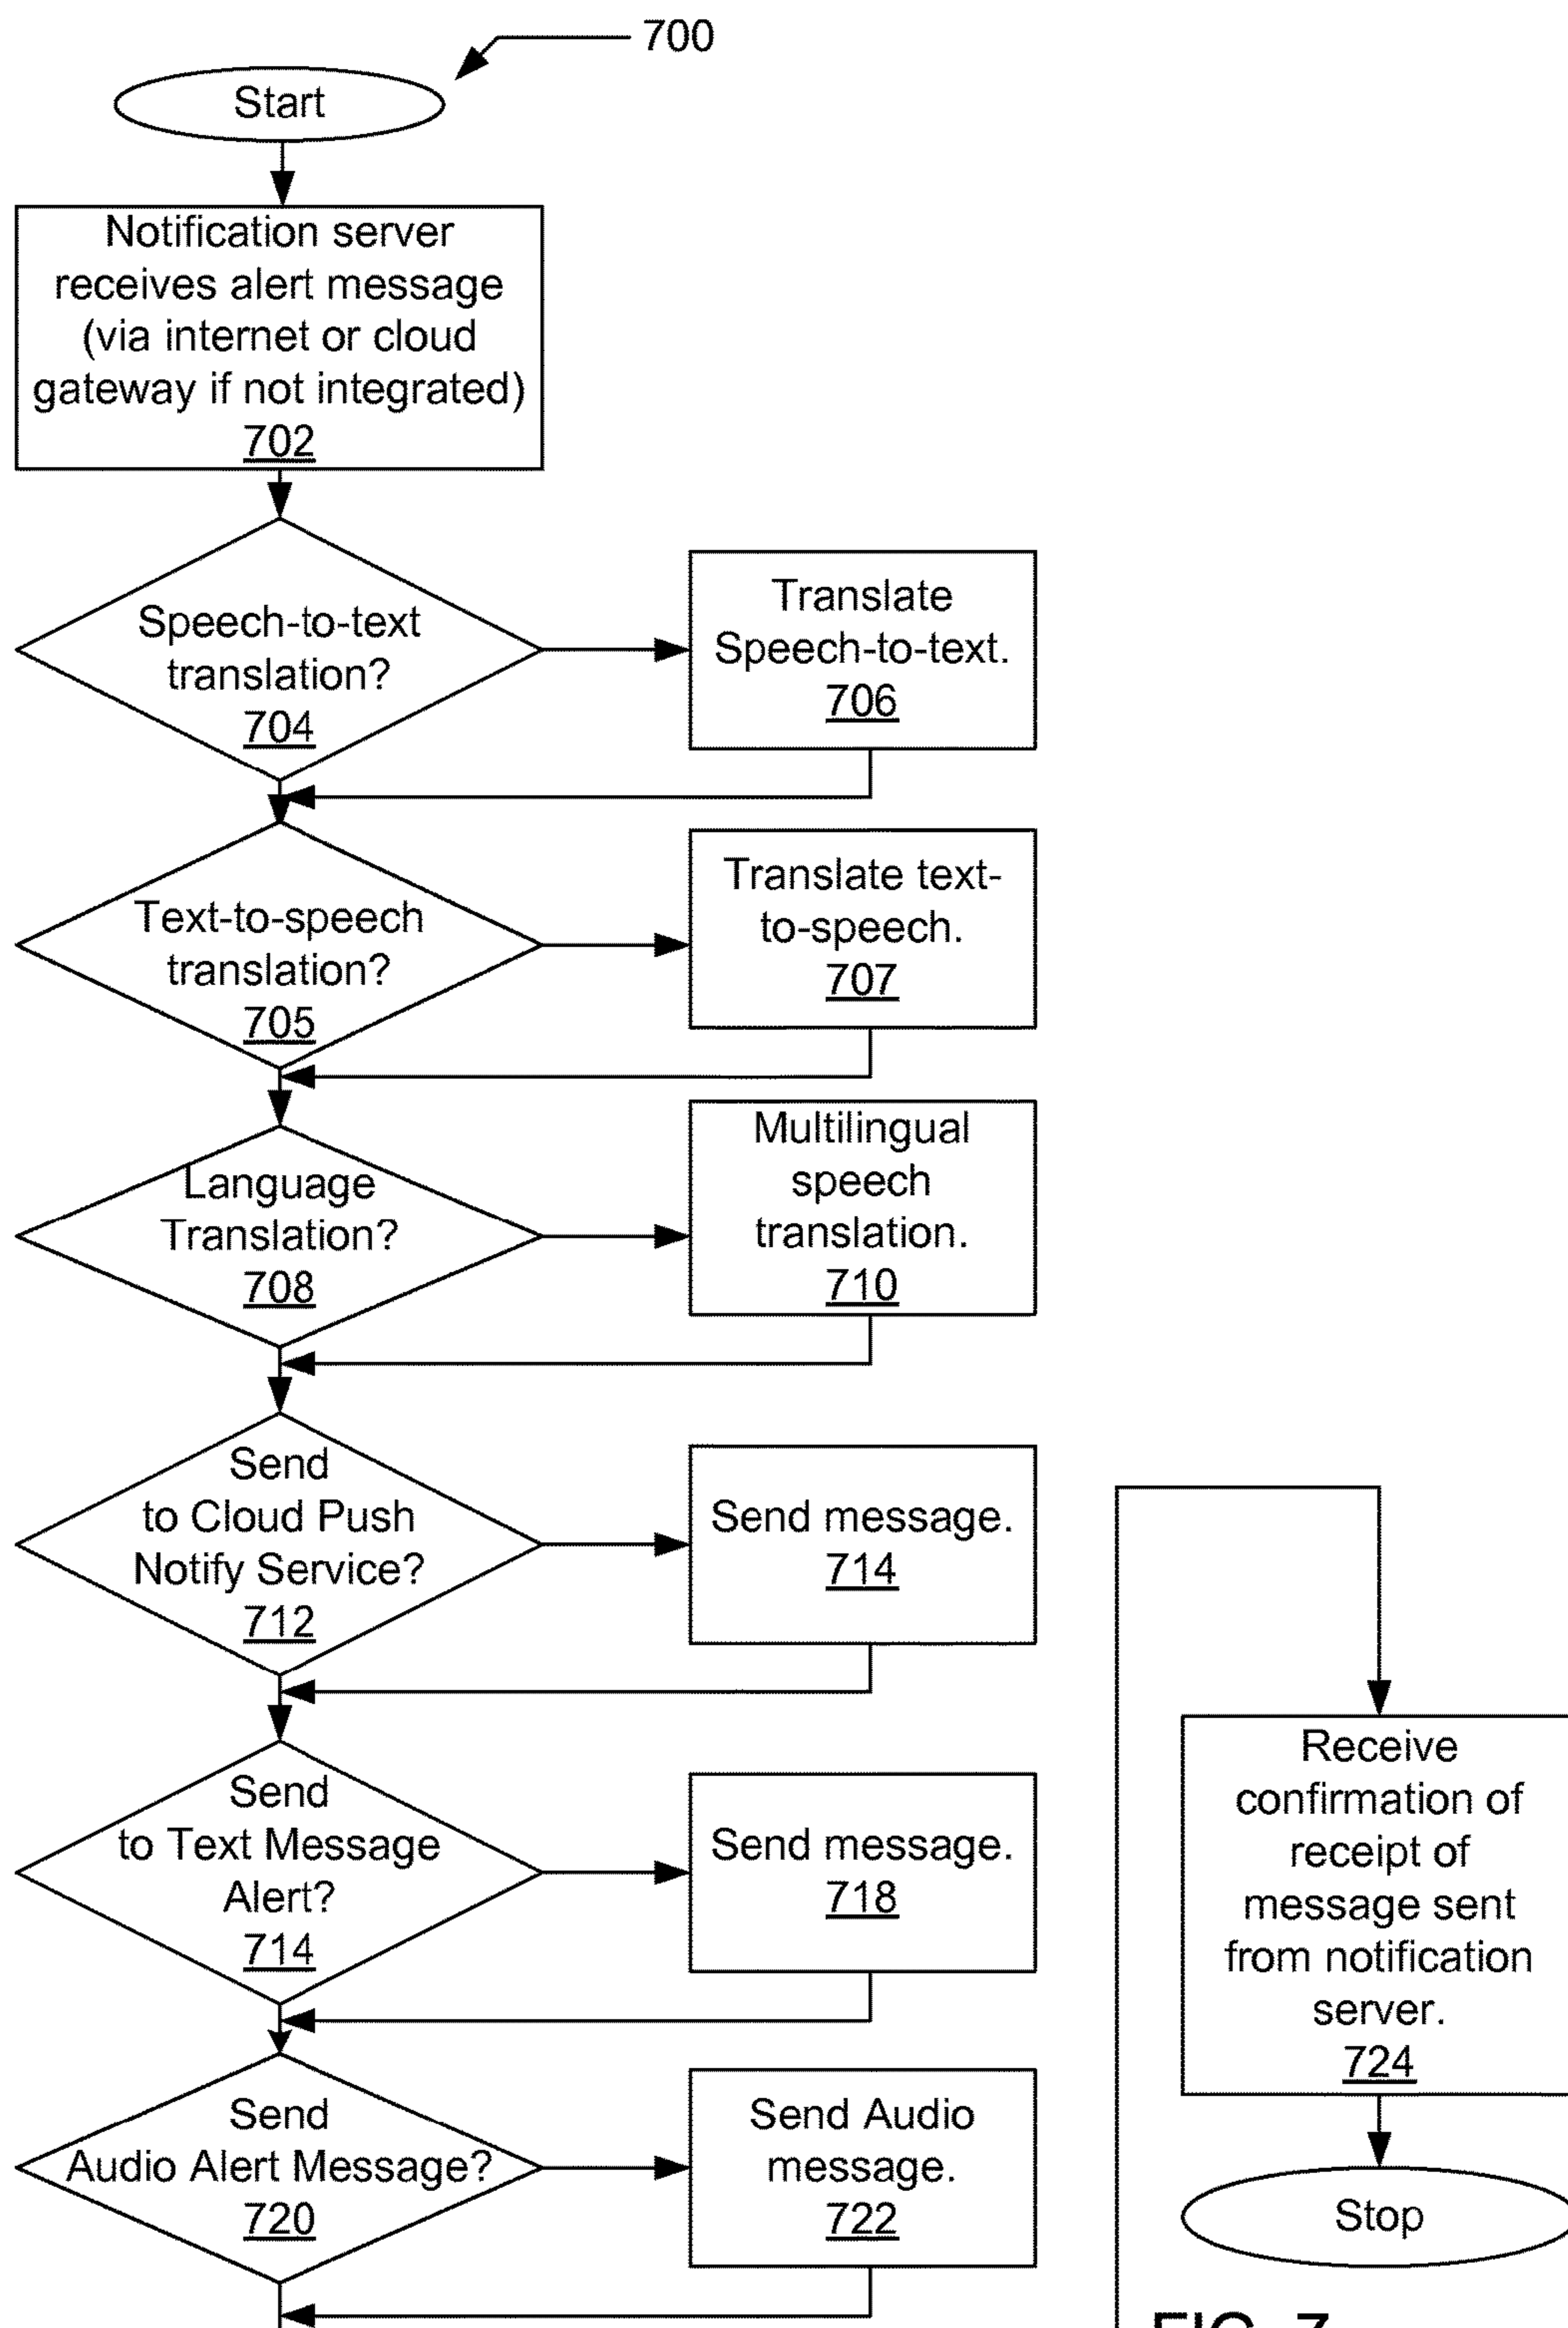 700
Start
Notification server
receives alert message
(via internet or cloud
gateway if not integrated)
702
Speech-to-text
translation?
704
Translate
Speech-to-text.
706
Text-to-speech
translation?
705
Translate text-
to-speech.
707
Language
Translation?
708
Multilingual
speech
translation.
710
Send
to Cloud Push
Notify Service?
712
Send message.
714
Send
to Text Message
Alert?
714
Send message.
718
Send
Audio Alert Message?
720
Send Audio
message.
722
Receive
confirmation of
receipt of
message sent
from notification
server.
724
Stop
FIG. 7